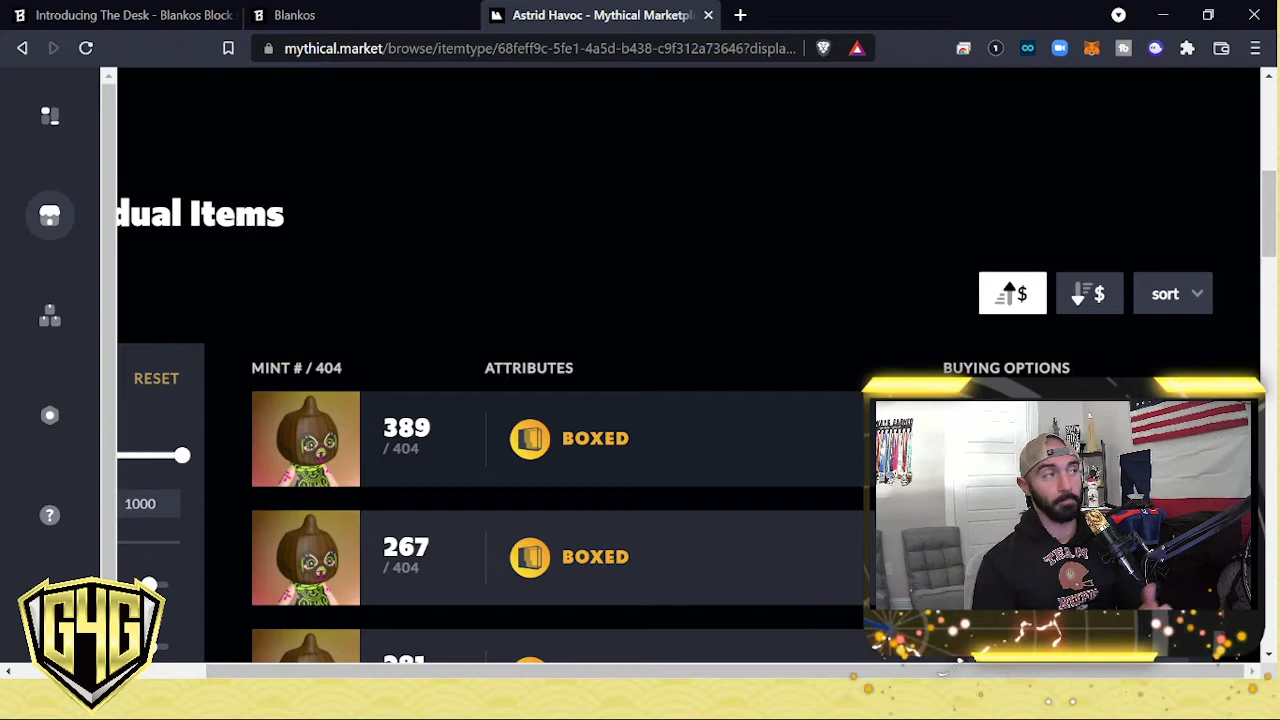 Introducing The Desk - Blankos Block
Blankos
Astrid Havoc - Mythical Marketpl
mythical.market/browse/itemtype/68feff9c-5fe1-4a5d-b438-c9f312a73646?displa...
dual Items
$
$
sort
RESET
MINT # / 404
ATTRIBUTES
BUYING OPTIONS
389
/ 404
BOXED
1000
267
/ 404
BOXED
?
G4G
TEAM